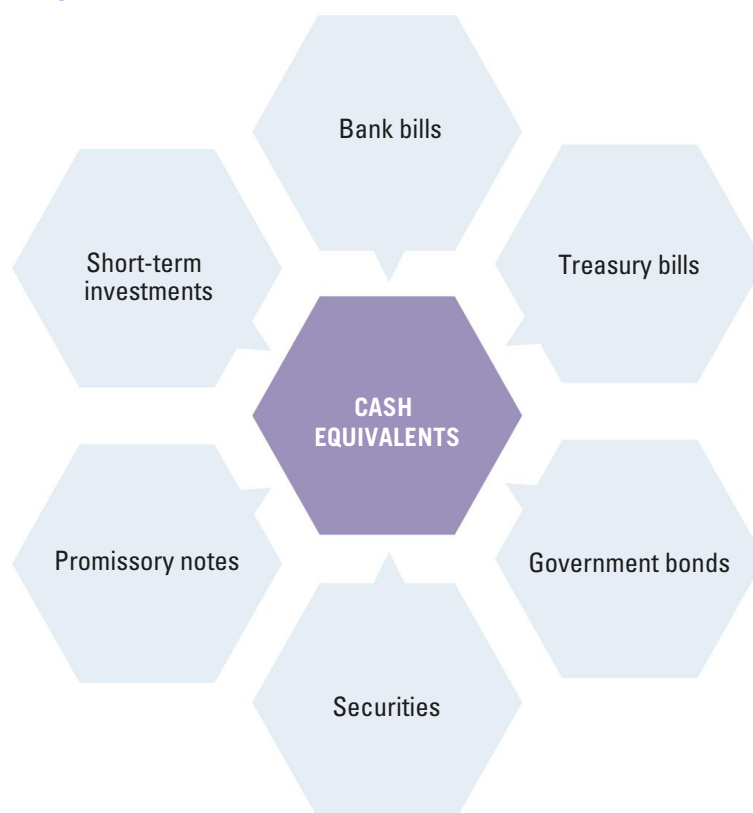 Bank bills
Treasury bills
Government bonds
Securities
Promissory notes
Short-term
investments
CASH
EQUIVALENTS